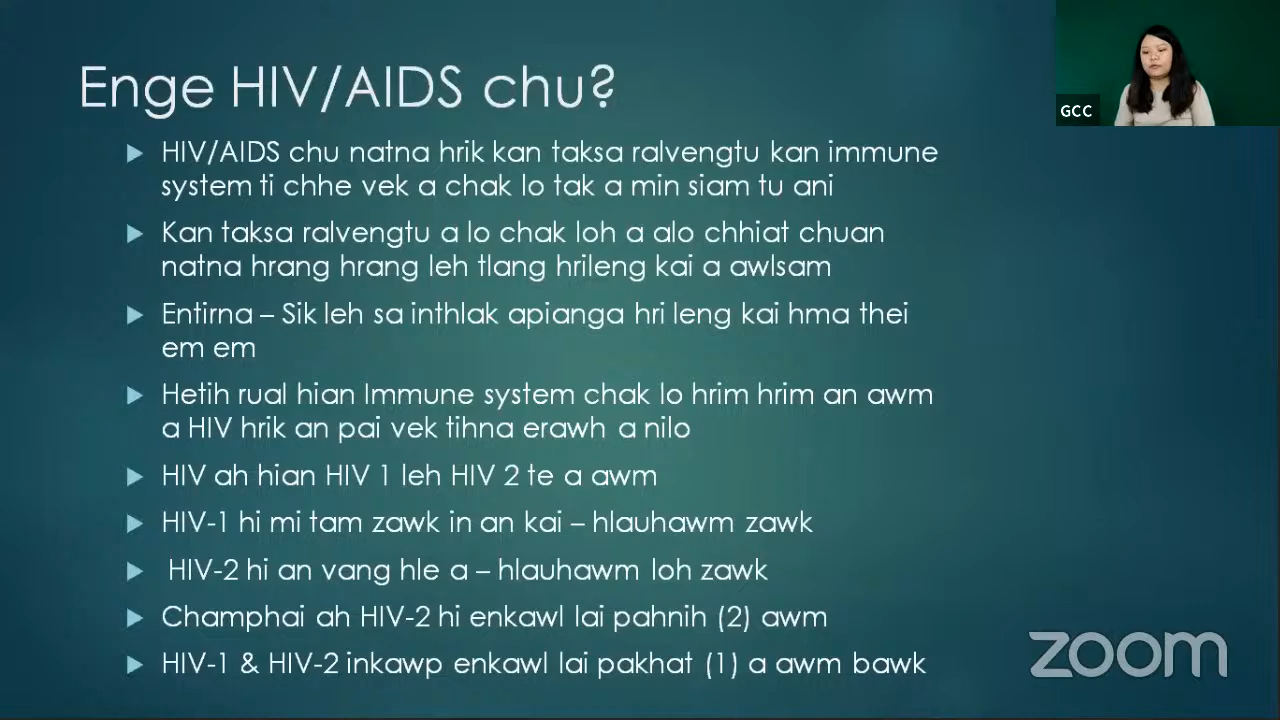 Enge HIV/AIDS chu?
GCC
HIV/AIDS chu natna hrik kan taksa ralvengtu kan immune
system ti chhe vek a chak lo tak a min siam tu ani
Kan taksa ralvengtu a lo chak loh a alo chhiat chuan
natna hrang hrang leh tlang hrileng kai a awlsam
Entirna – Sik leh sa inthlak apianga hri leng kai hma thei
em em
Hetih rual hian Immune system chak lo hrim hrim an awm
a HIV hrik an pai vek tihna erawh a nilo
HIV ah hian HIV 1 leh HIV 2 te a awm
HIV-1 hi mi tam zawk in an kai – hlauhawm zawk
HIV-2 hi an vang hle a – hlauhawm loh zawk
Champhai ah HIV-2 hi enkawl lai pahnih (2) awm
HIV-1 & HIV-2 inkawp enkawl lai pakhat (1) a awm bawk
zoom